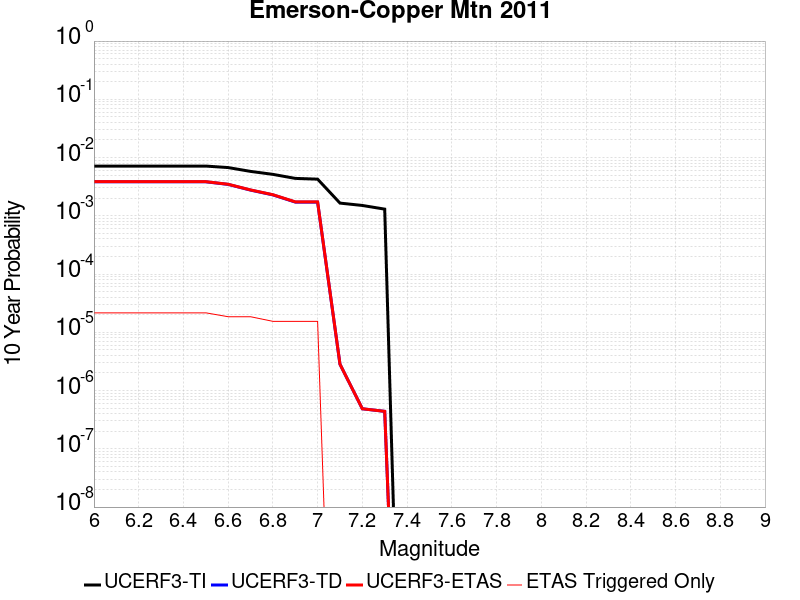 Emerson-Copper Mtn 2011
10^0
10^-1
10^-2
10^-3
10^-4
10^-5
10^-6
10^-7
10^-8
10 Year Probability
6 6.2 6.4 6.6 6.8 7 7.2 7.4 7.6 7.8 8 8.2 8.4 8.6 8.8 9
Magnitude
UCERF3-TI UCERF3-TD UCERF3-ETAS ETAS Triggered Only